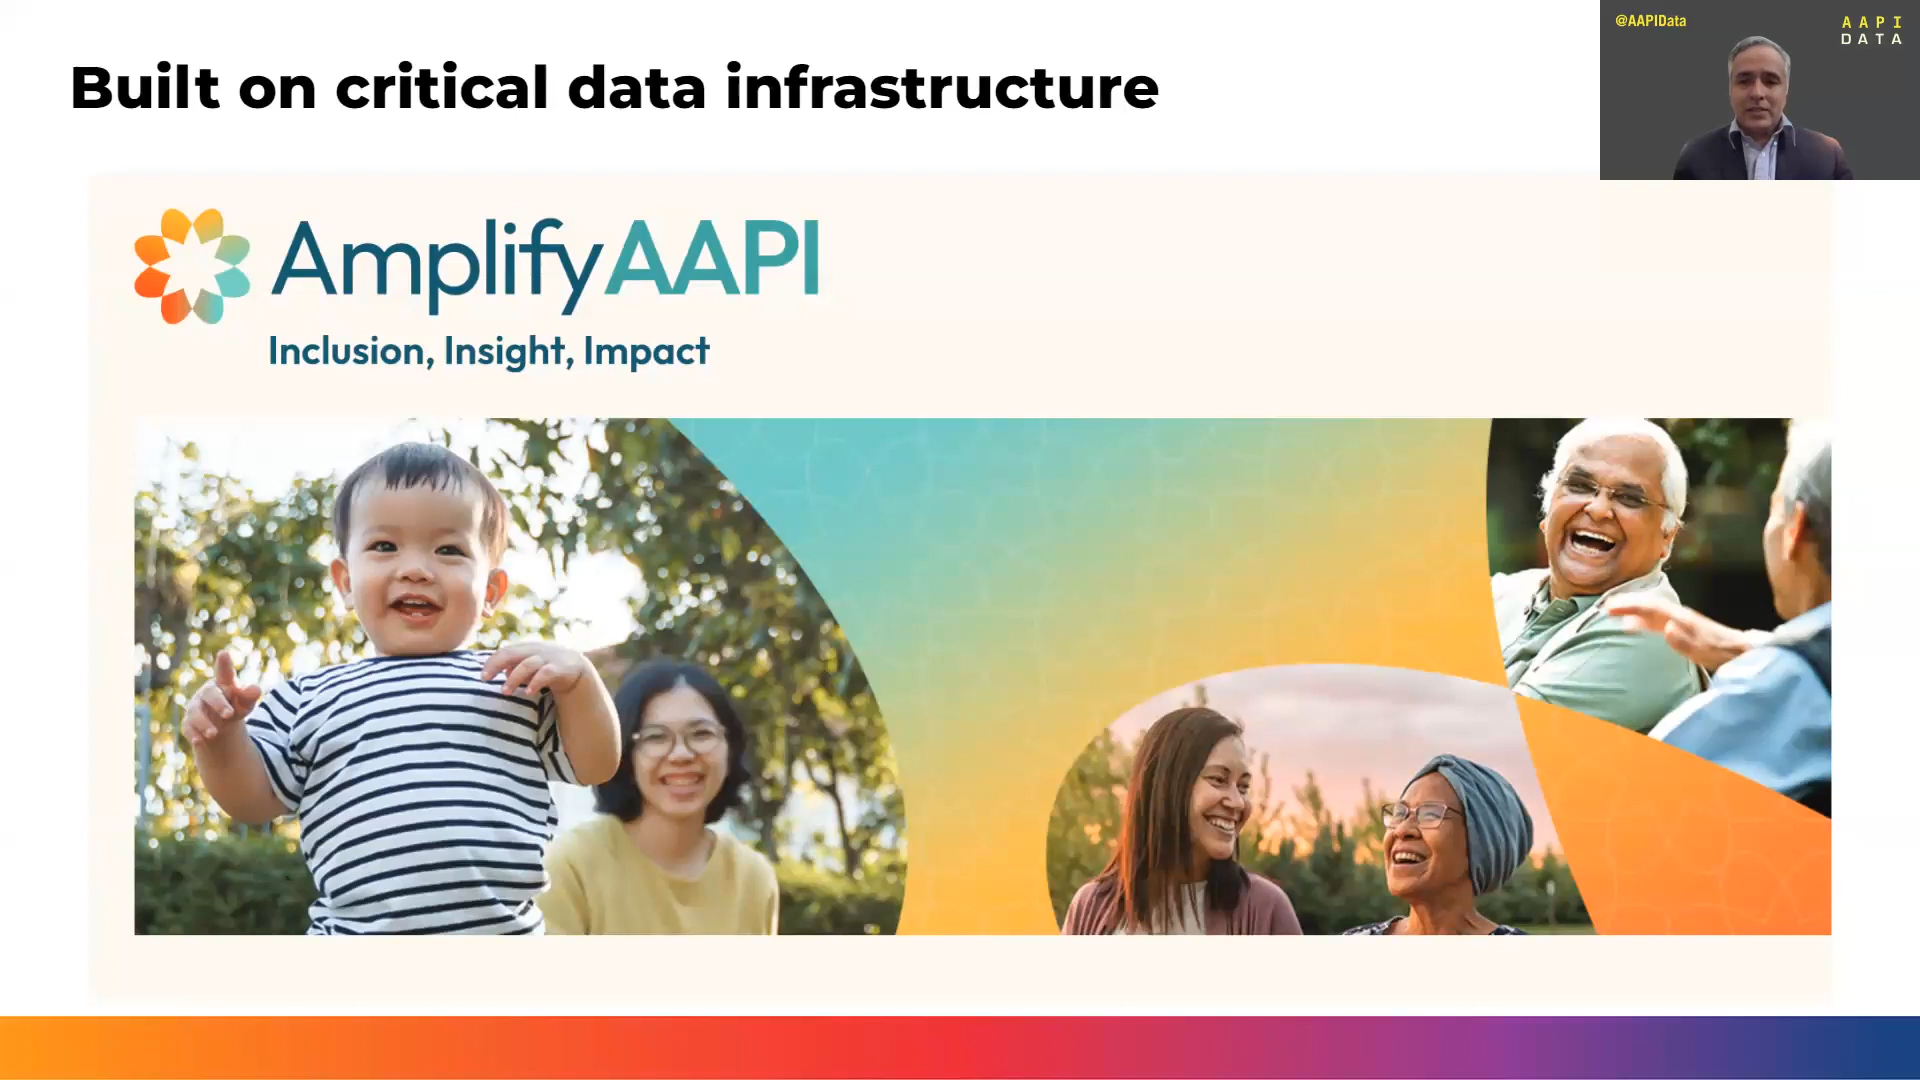 Built on critical data infrastructure
@AAPIData
AAPI
DATA
AmplifyAAPI
Inclusion, Insight, Impact